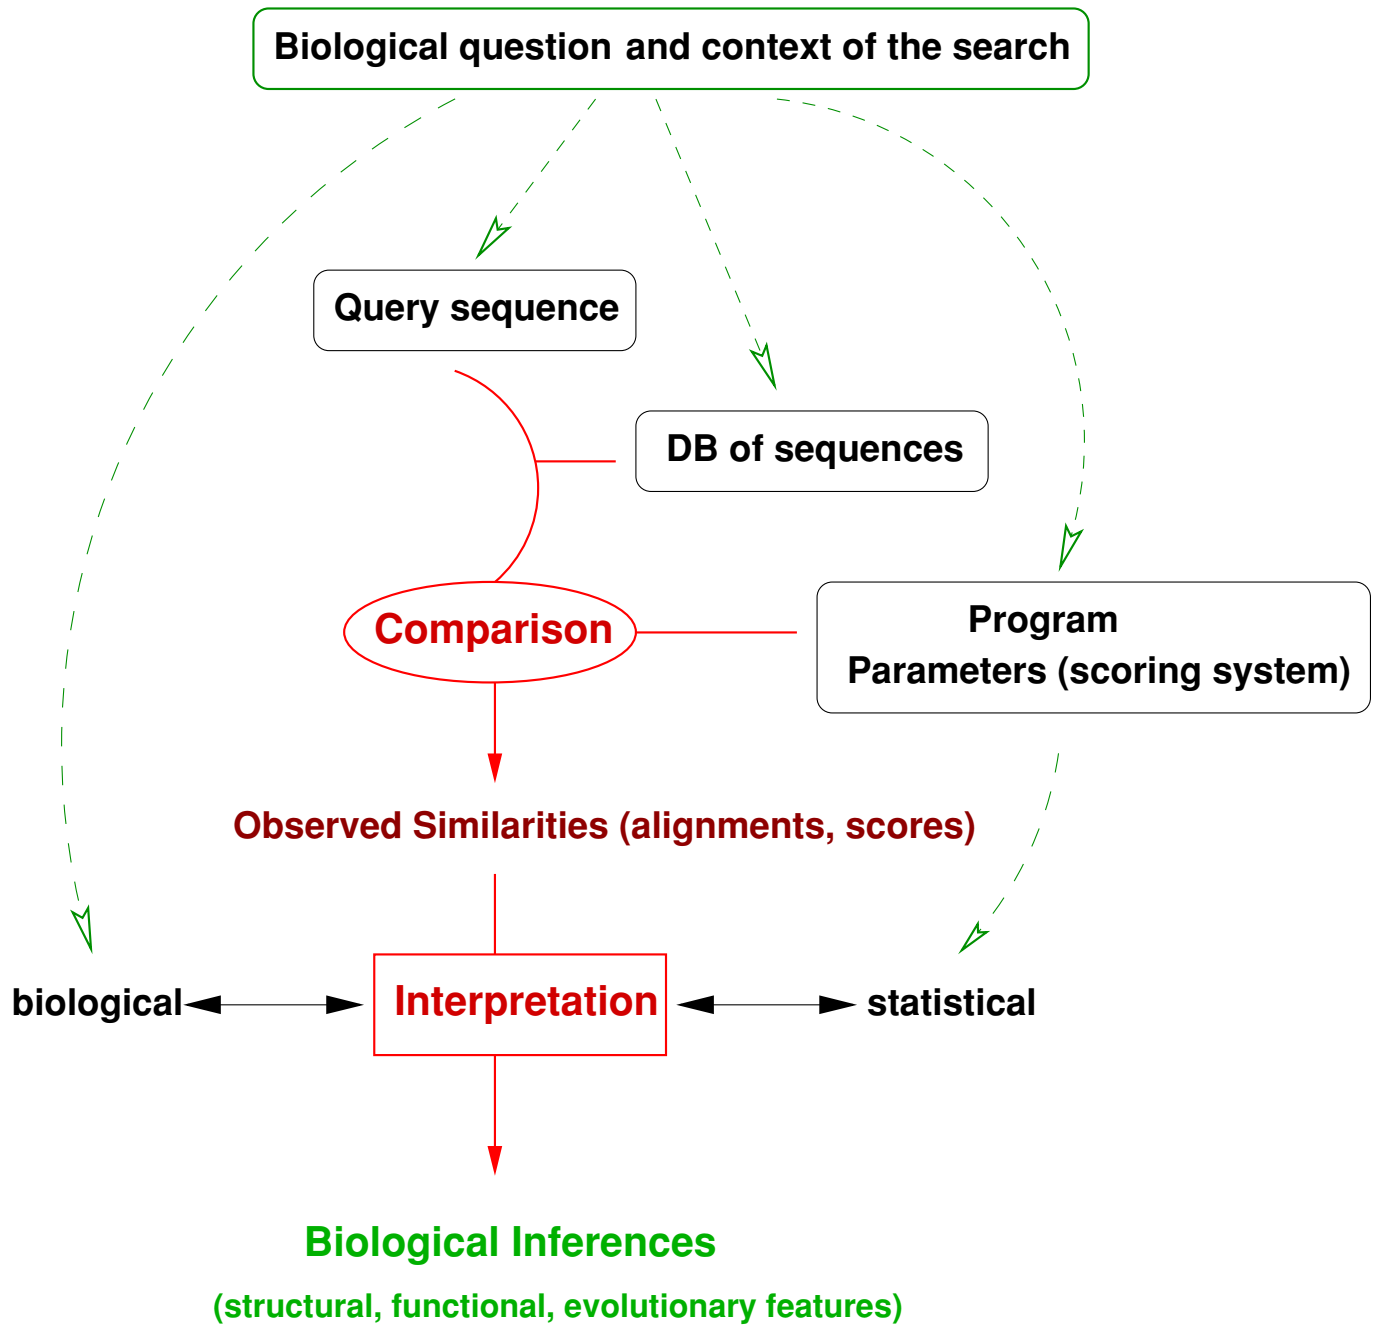 Biological question and context of the search
Query sequence
DB of sequences
Comparison
Program
Parameters (scoring system)
Observed Similarities (alignments, scores)
biological
Interpretation
statistical
Biological Inferences
(structural, functional, evolutionary features)